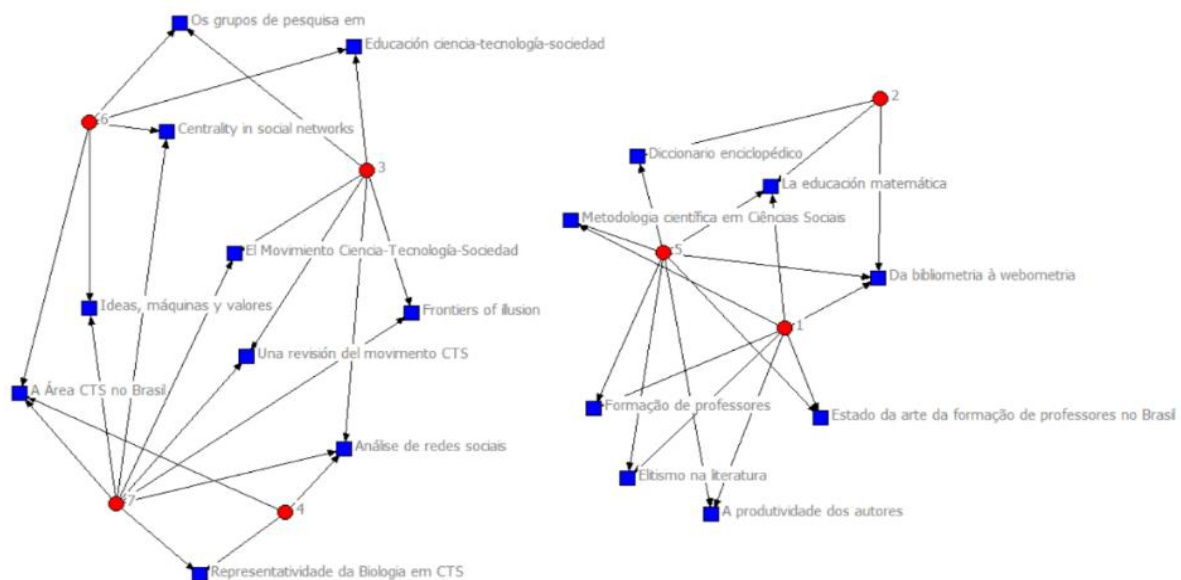 Os grupos de pesquisa em
Educación ciencia-tecnología-sociedad
6
Centrality in social networks
3
El Movimiento Ciencia-Tecnología-Sociedad
Ideas, máquinas y valores
Frontiers of illusion
Una revisión del movimento CTS
A Área CTS no Brasil
Análise de redes sociais
7
4
Representatividade da Biologia em CTS
2
Diccionario enciclopédico
La educación matemática
Metodologia científica em Ciências Sociais
5
Da bibliometria à webometria
1
Formação de professores
Estado da arte da formação de professores no Brasil
Elitismo na literatura
A produtividade dos autores